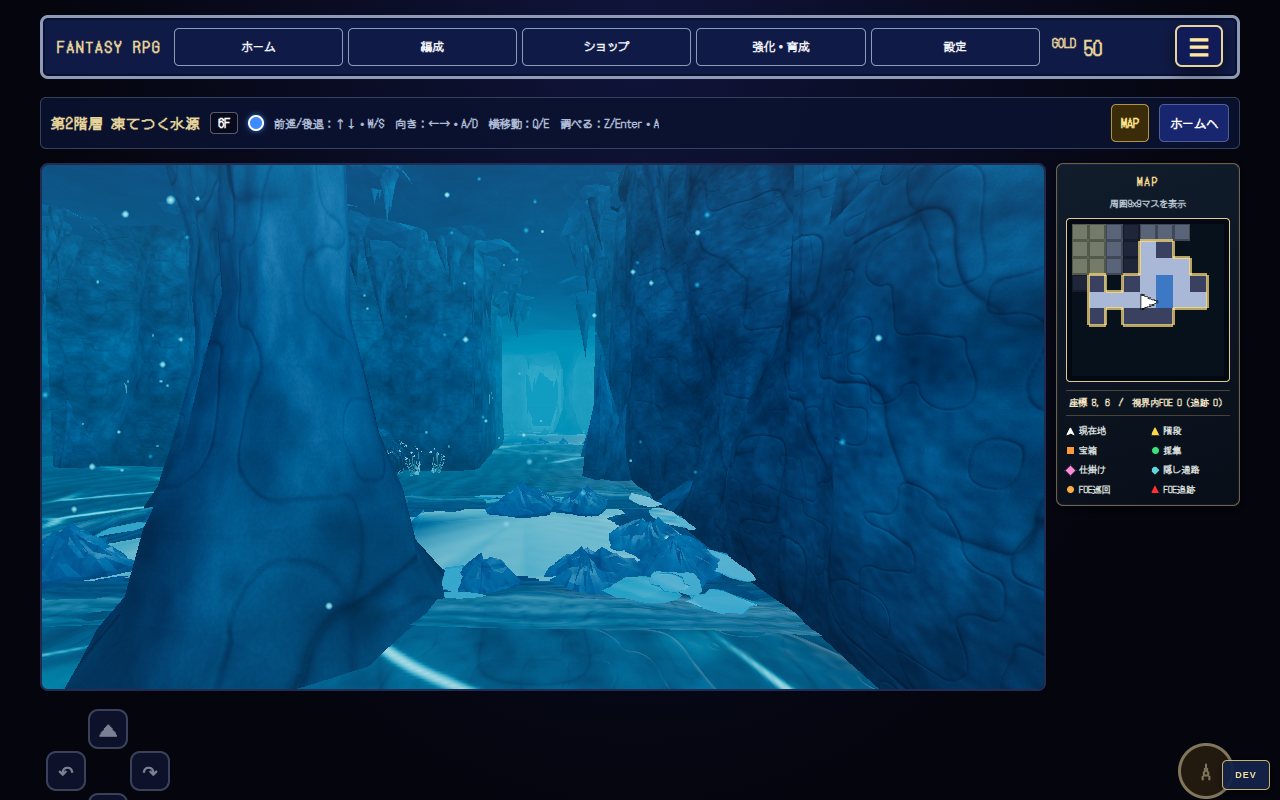 FANTASY RPG
ホーム
編成
ショップ
強化・育成
設定
GOLD 50
第2階層 凍てつく水源
6F
前進/後退：↑↓・W/S 向き：←→・A/D 横移動：Q/E 調べる：Z/Enter・A
MAP
ホームへ
MAP
周囲9x9マスを表示
座標 8, 6 / 視界内FOE 0（追跡 0）
現在地
階段
宝箱
採集
仕掛け
隠し通路
FOE巡回
FOE追跡
A
DEV